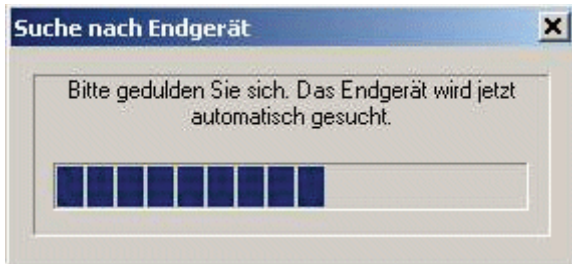 Suche nach Endgerät
Bitte gedulden Sie sich. Das Endgerät wird jetzt
automatisch gesucht.